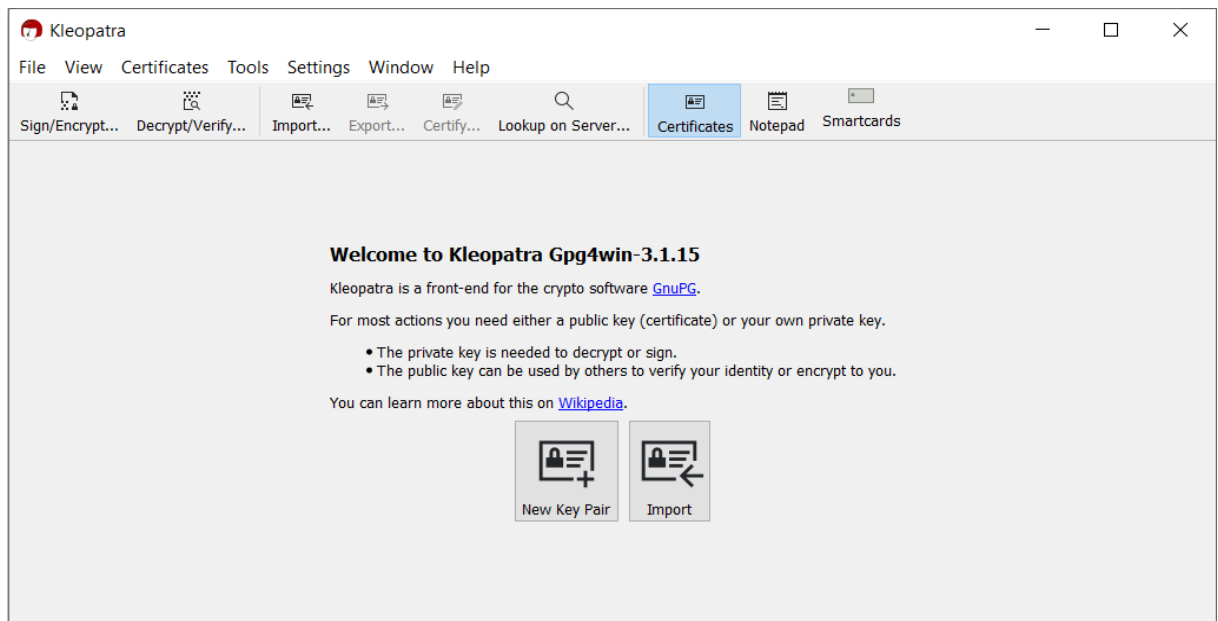 Kleopatra
File View Certificates Tools Settings Window Help
Sign/Encrypt... Decrypt/Verify... Import... Export... Certify... Lookup on Server... Certificates Notepad Smartcards
Welcome to Kleopatra Gpg4win-3.1.15
Kleopatra is a front-end for the crypto software GnuPG.
For most actions you need either a public key (certificate) or your own private key.
• The private key is needed to decrypt or sign.
• The public key can be used by others to verify your identity or encrypt to you.
You can learn more about this on Wikipedia.
New Key Pair Import